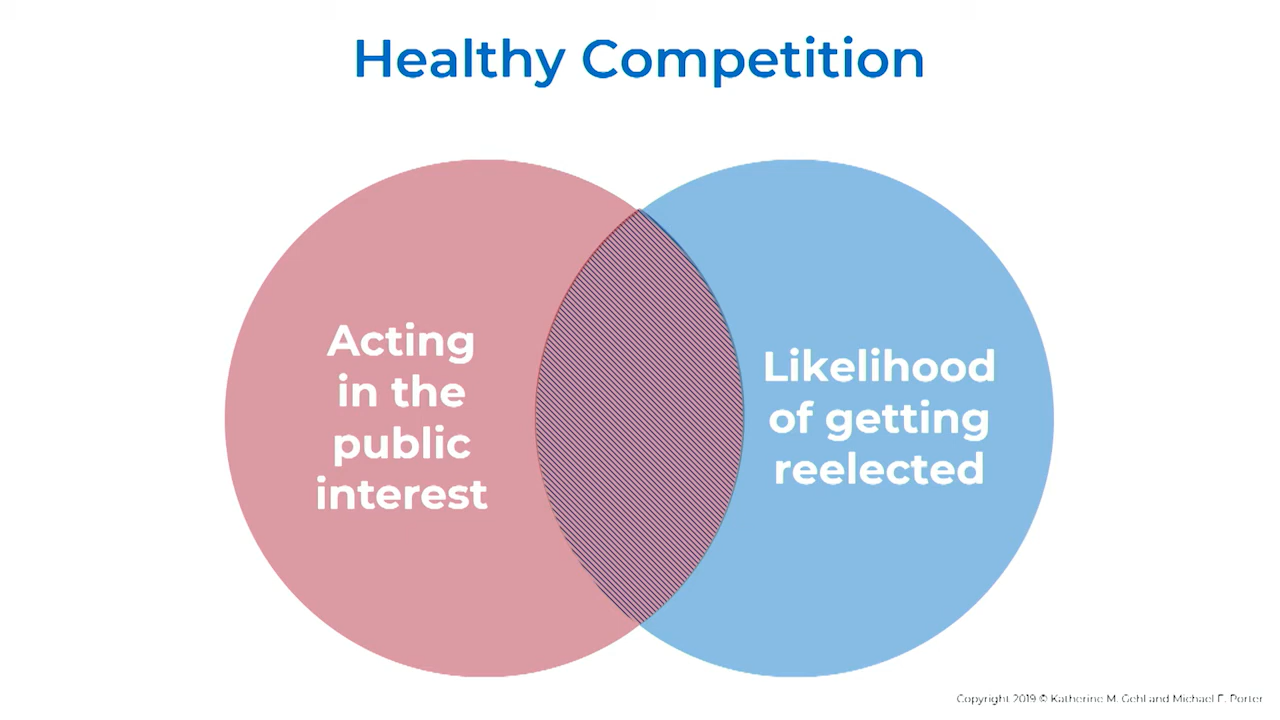 Healthy Competition
Acting
in the
public
interest
Likelihood
of getting
reelected
Copyright 2019 © Katherine M. Gehl and Michael E. Porter